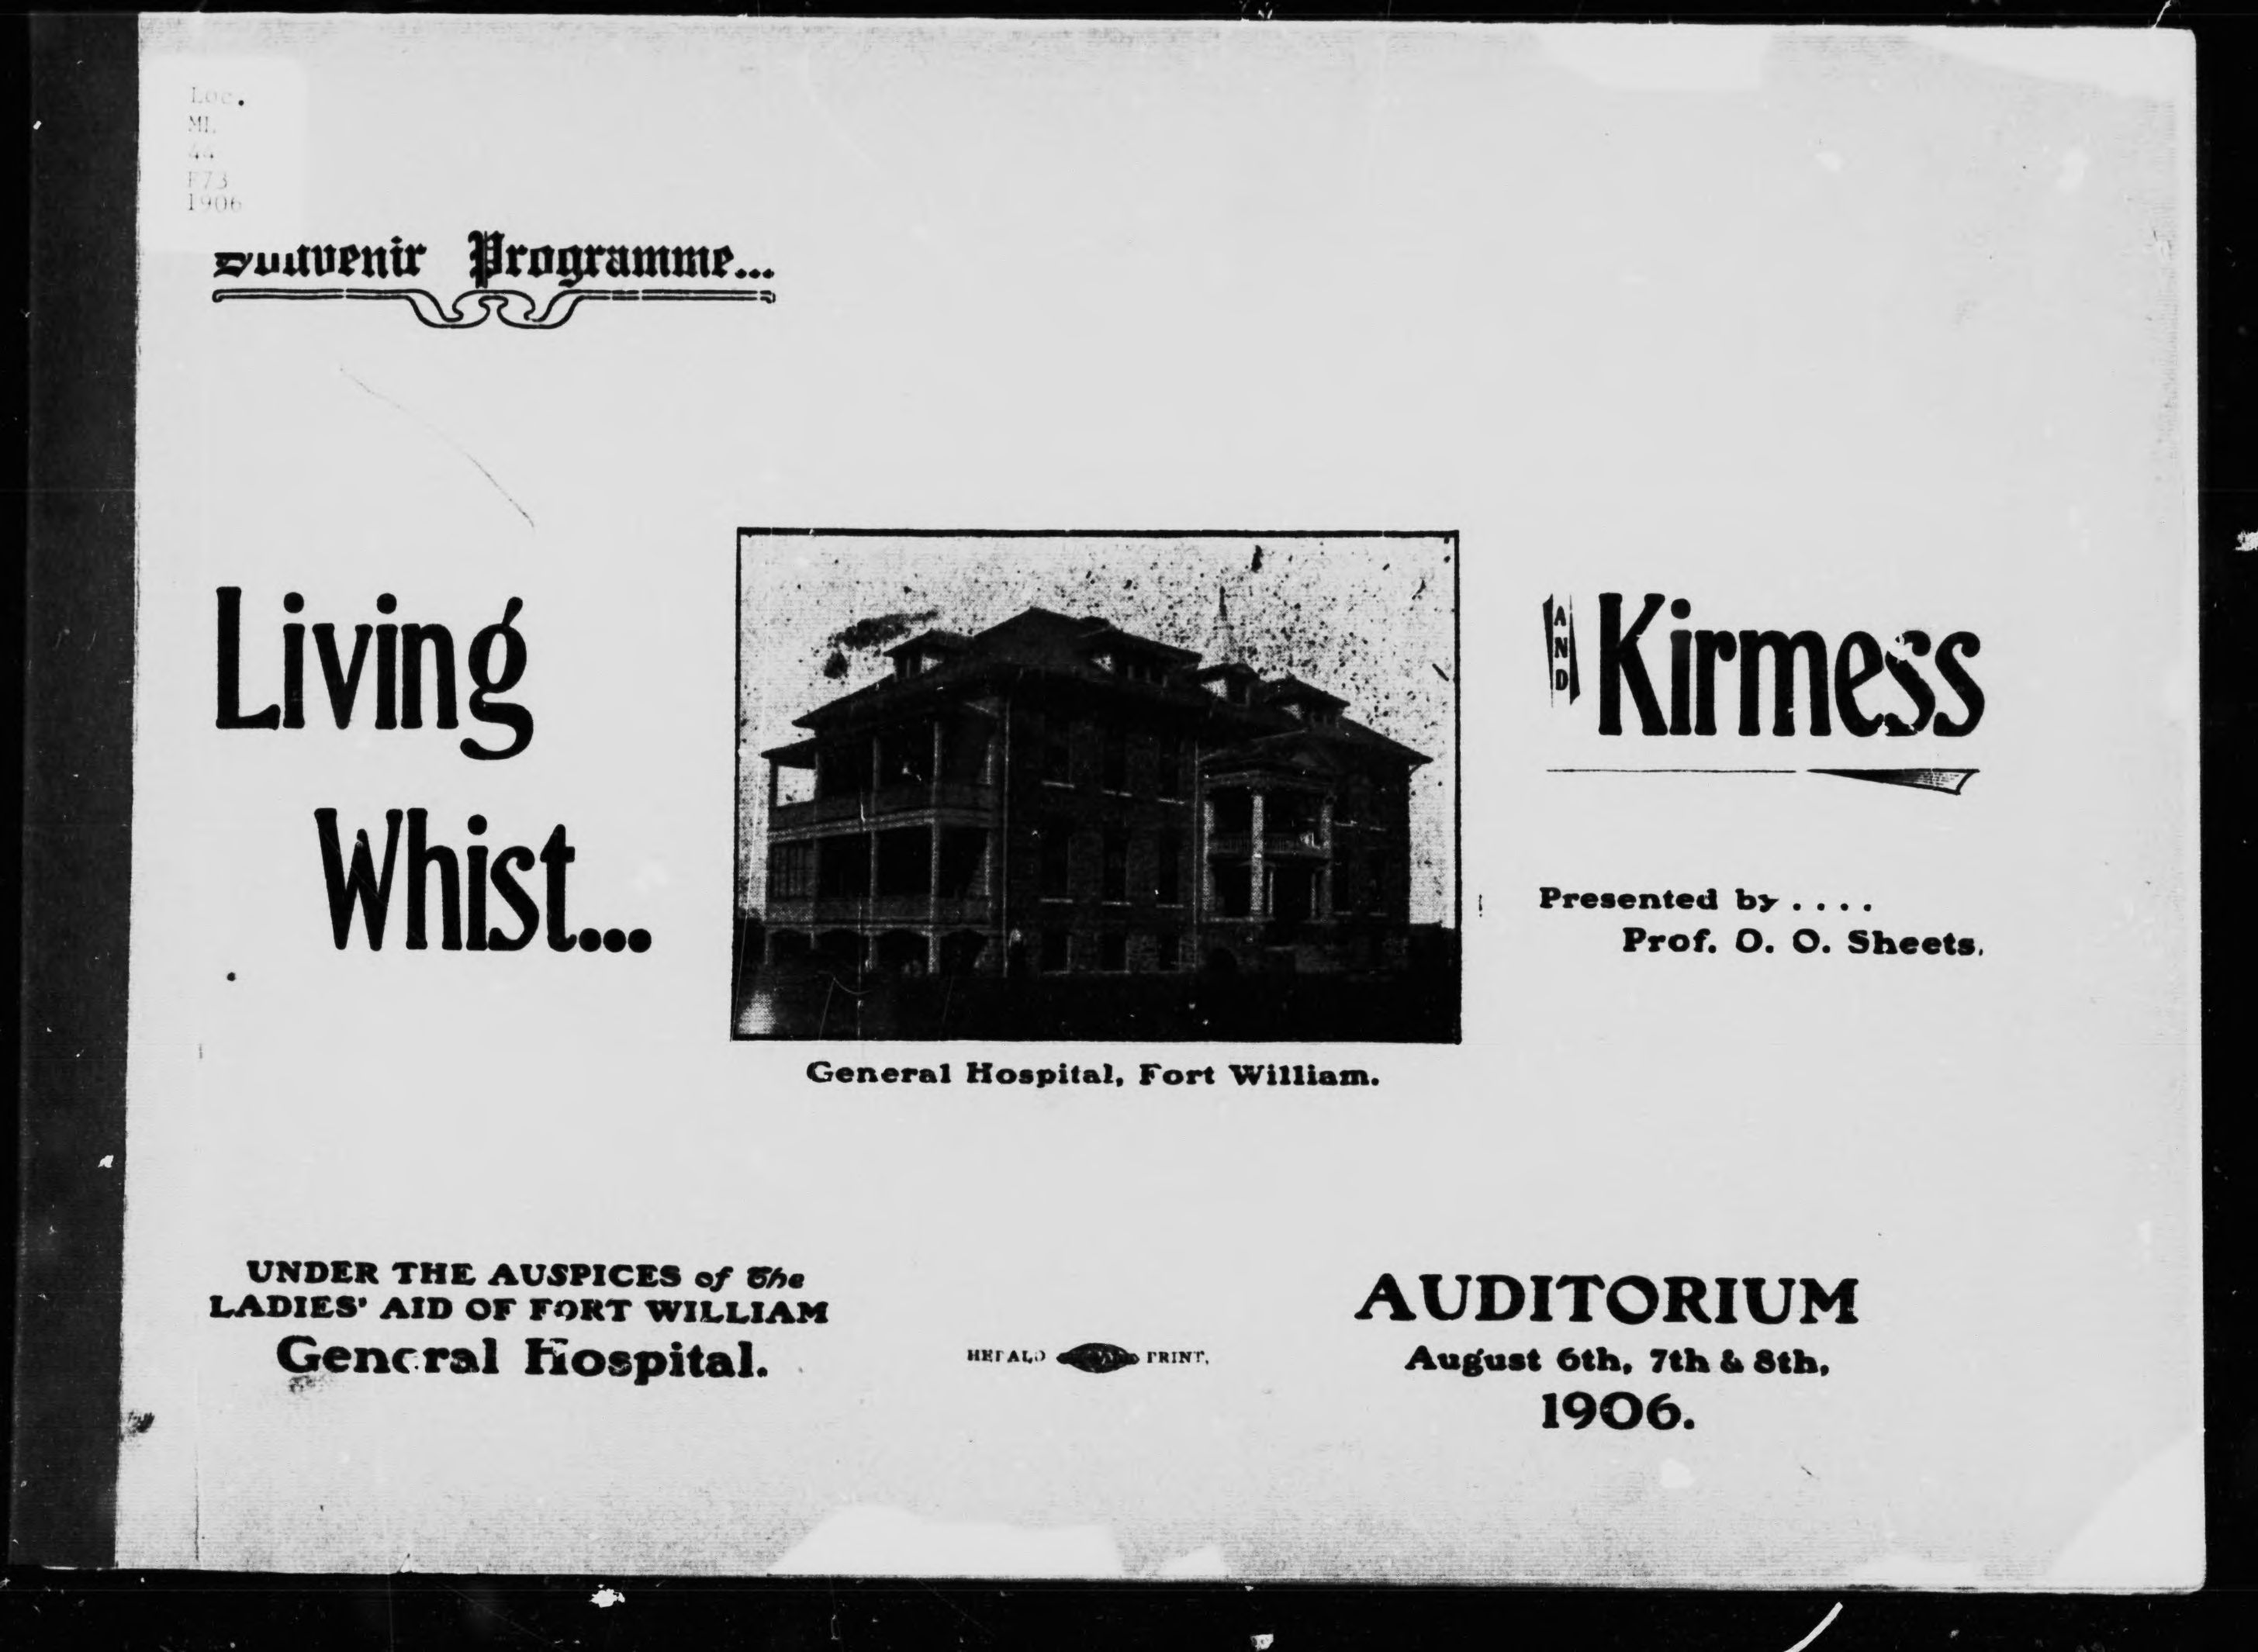 Loc.
ML
44
F73
1906
Souvenir Programme...
Living
Whist...
AND
Kirmess
Presented by ....
Prof. O. O. Sheets.
General Hospital, Fort William.
UNDER THE AUSPICES of The
LADIES' AID OF FORT WILLIAM
General Hospital.
HERALD PRINT.
AUDITORIUM
August 6th, 7th & 8th,
1906.